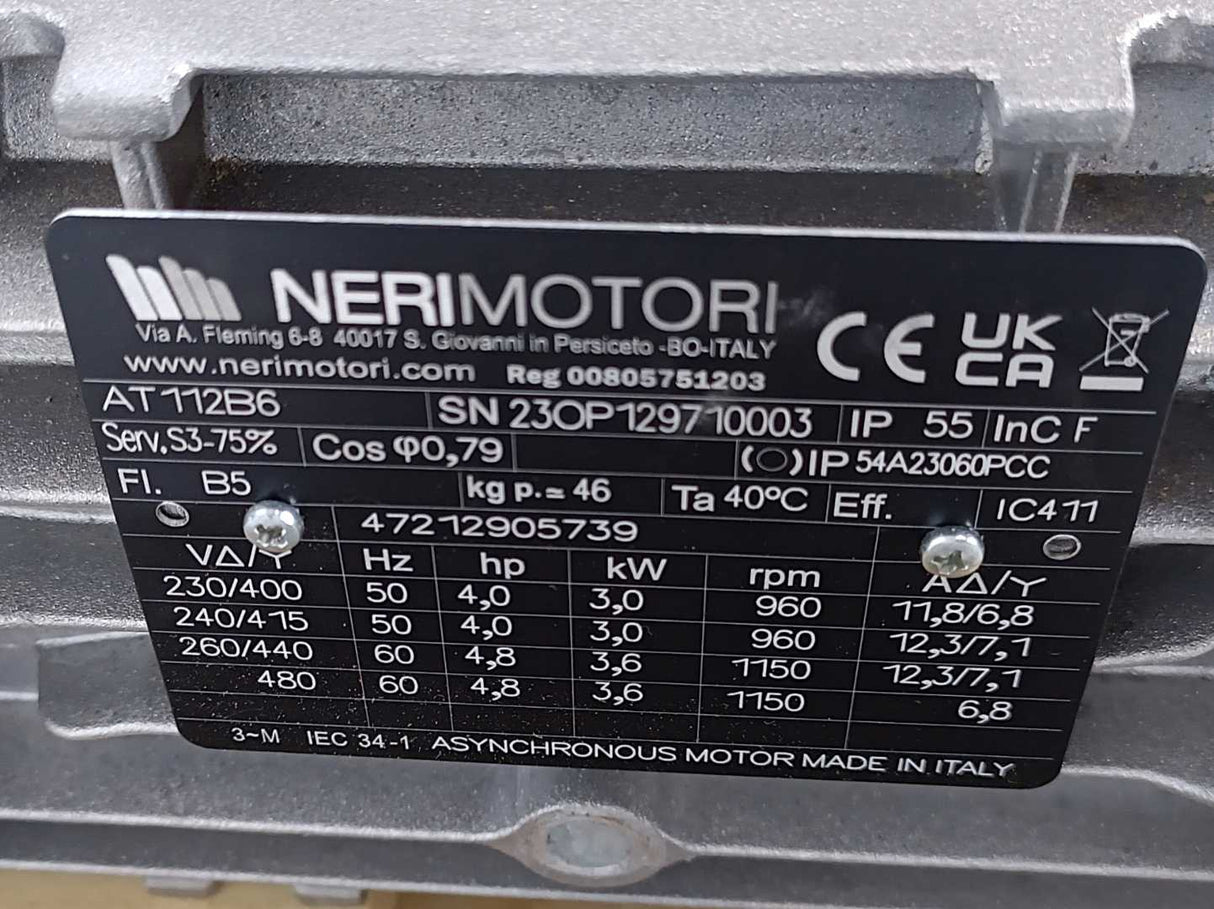 NERIMOTORI
Via A. Fleming 6-8 40017 S. Giovanni in Persiceto -BO-ITALY
www.nerimotori.com Reg 00805751203
CE UK CA
AT 112B6 SN 23OP129710003 IP 55 InC F
Serv. S3-75% Cos φ0,79 (○) IP 54A23060PCC
Fl. B5 kg p.= 46 Ta 40°C Eff. IC411
47212905739
VΔ/Y Hz hp kW rpm AΔ/Y
230/400 50 4,0 3,0 960 11,8/6,8
240/415 50 4,0 3,0 960 12,3/7,1
260/440 60 4,8 3,6 1150 12,3/7,1
480 60 4,8 3,6 1150 6,8
3~M IEC 34-1 ASYNCHRONOUS MOTOR MADE IN ITALY